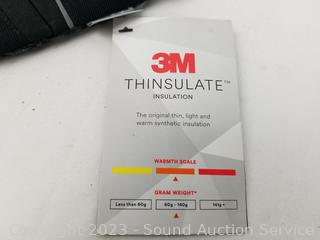 3M
THINSULATE™
INSULATION
The original thin, light and
warm synthetic insulation
WARMTH SCALE
GRAM WEIGHT*
Less than 60g
60g - 140g
141g +
Copyright 2023 - Sound Auction Service